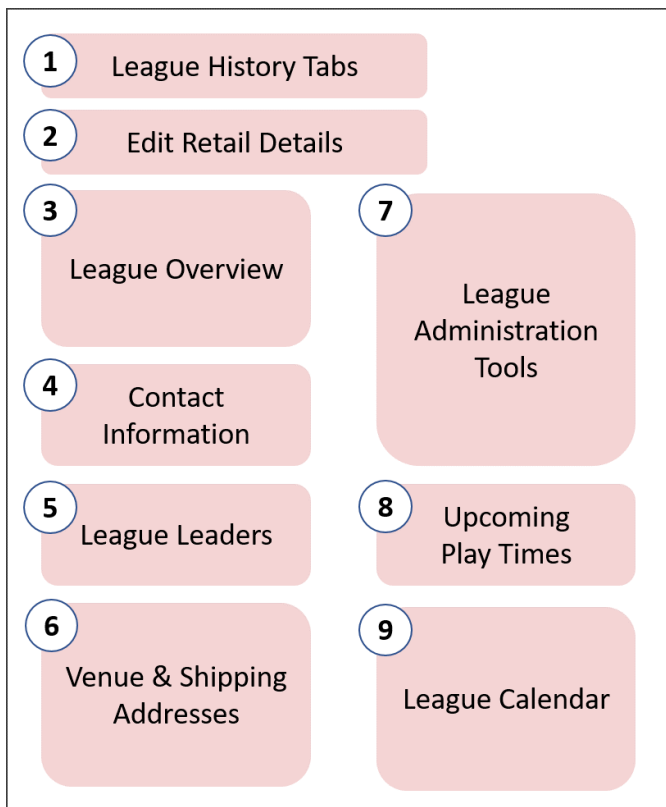 1
League History Tabs
2
Edit Retail Details
3
League Overview
4
Contact
Information
5
League Leaders
6
Venue & Shipping
Addresses
7
League
Administration
Tools
8
Upcoming
Play Times
9
League Calendar